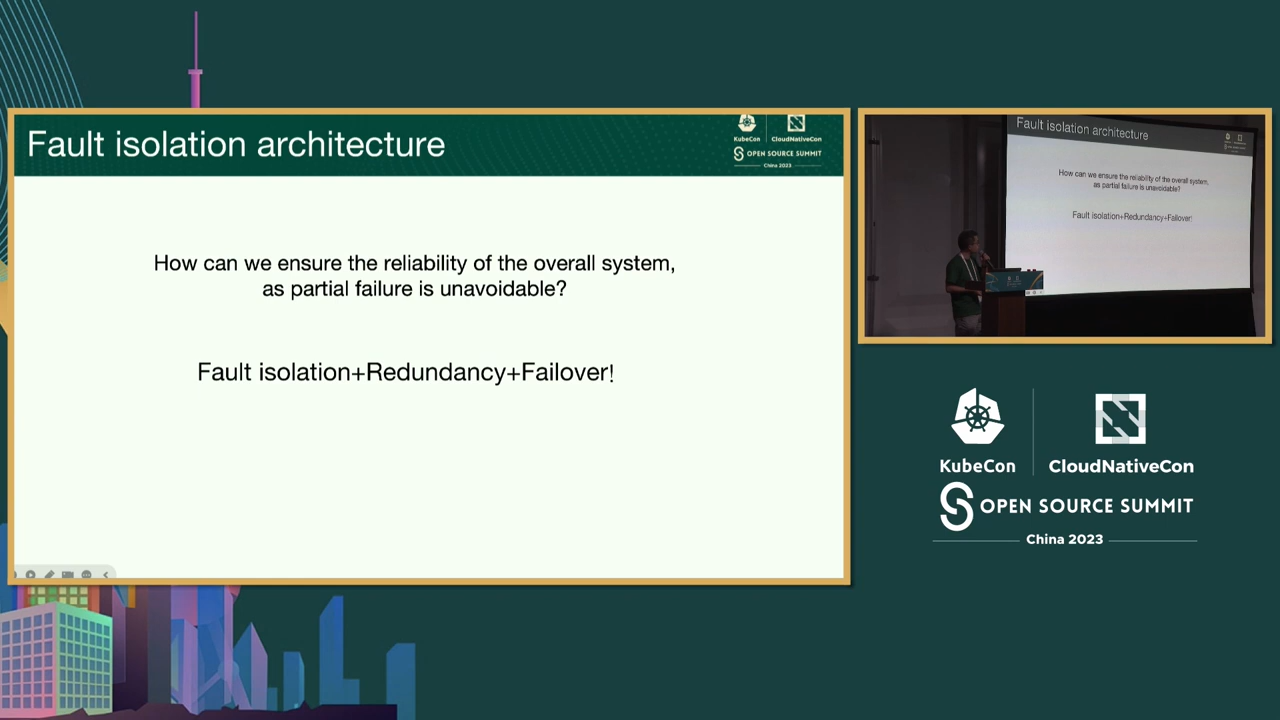 Fault isolation architecture
KubeCon
CloudNativeCon
OPEN SOURCE SUMMIT
China 2023
How can we ensure the reliability of the overall system,
as partial failure is unavoidable?
Fault isolation+Redundancy+Failover!
Fault isolation architecture
How can we ensure the reliability of the overall system,
as partial failure is unavoidable?
Fault isolation+Redundancy+Failover!
KubeCon
CloudNativeCon
OPEN SOURCE SUMMIT
China 2023